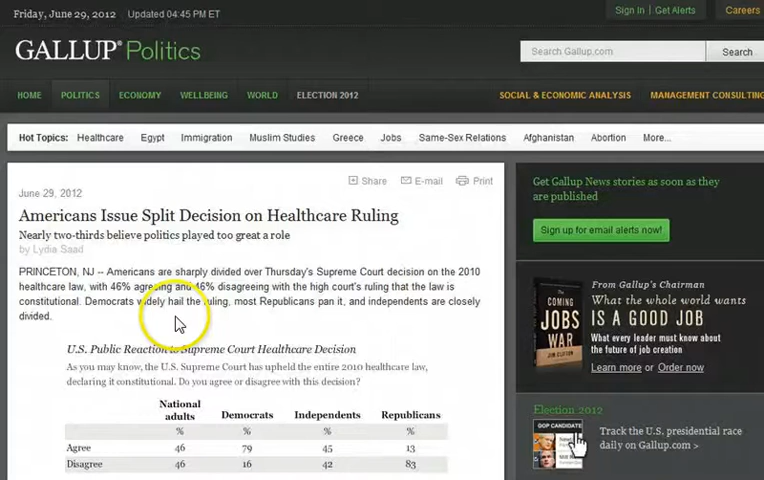 Friday, June 29, 2012 Updated 04:45 PM ET
Sign In | Get Alerts Careers
GALLUP® Politics
Search Gallup.com Search
HOME POLITICS ECONOMY WELLBEING WORLD ELECTION 2012 SOCIAL & ECONOMIC ANALYSIS MANAGEMENT CONSULTING
Hot Topics: Healthcare Egypt Immigration Muslim Studies Greece Jobs Same-Sex Relations Afghanistan Abortion More...
Share E-mail Print
June 29, 2012
Americans Issue Split Decision on Healthcare Ruling
Nearly two-thirds believe politics played too great a role
by Lydia Saad
PRINCETON, NJ -- Americans are sharply divided over Thursday's Supreme Court decision on the 2010
healthcare law, with 46% agreeing and 46% disagreeing with the high court's ruling that the law is
constitutional. Democrats widely hail the ruling, most Republicans pan it, and independents are closely
divided.
U.S. Public Reaction to Supreme Court Healthcare Decision
As you may know, the U.S. Supreme Court has upheld the entire 2010 healthcare law,
declaring it constitutional. Do you agree or disagree with this decision?
National
adults Democrats Independents Republicans
% % % %
Agree 46 79 45 13
Disagree 46 16 42 83
Get Gallup News stories as soon as they
are published
Sign up for email alerts now!
THE
COMING
JOBS
WAR
JIM CLIFTON
From Gallup's Chairman
What the whole world wants
IS A GOOD JOB
What every leader must know about
the future of job creation
Learn more or Order now
Election 2012
GOP CANDIDATE
Track the U.S. presidential race
daily on Gallup.com >